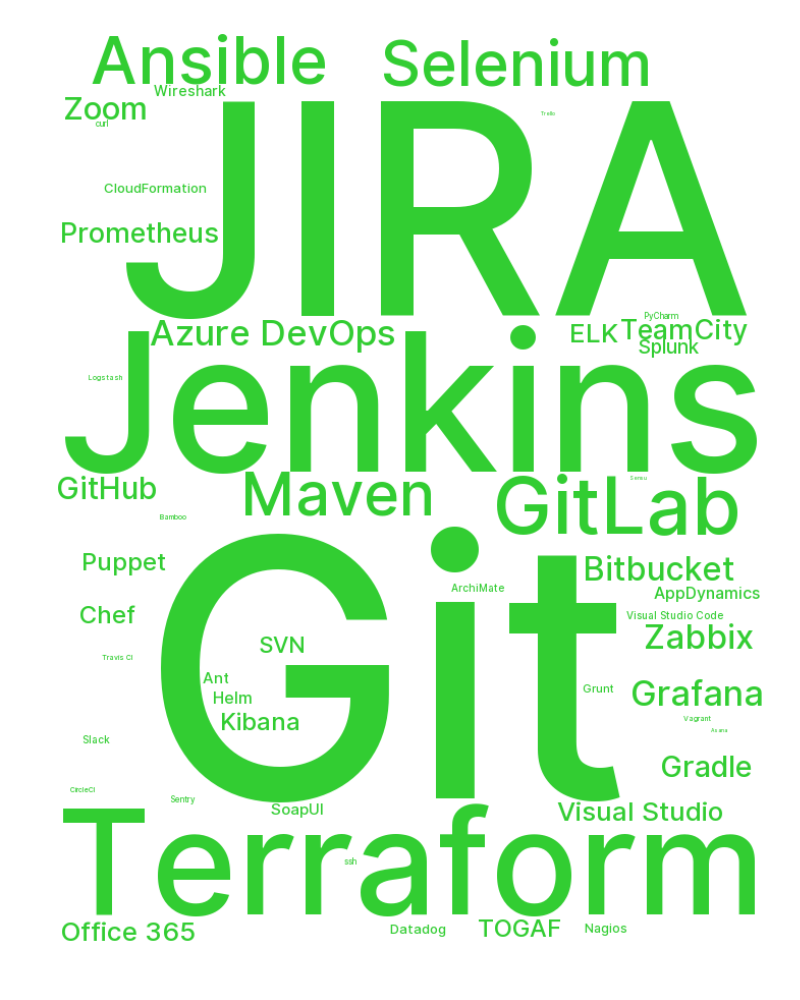 Ansible
Selenium
Wireshark
Zoom
curl
Trello
JIRA
CloudFormation
Prometheus
PyCharm
Azure DevOps
ELK
TeamCity
Splunk
Jenkins
Logstash
GitHub
Maven
GitLab
Sensu
Bamboo
Git
Puppet
Bitbucket
ArchiMate
AppDynamics
Chef
Visual Studio Code
Zabbix
SVN
Travis CI
Ant
Helm
Grunt
Grafana
Kibana
Vagrant
Asana
Slack
Gradle
CircleCI
Sentry
SoapUI
Visual Studio
Terraform
ssh
Office 365
Datadog
TOGAF
Nagios